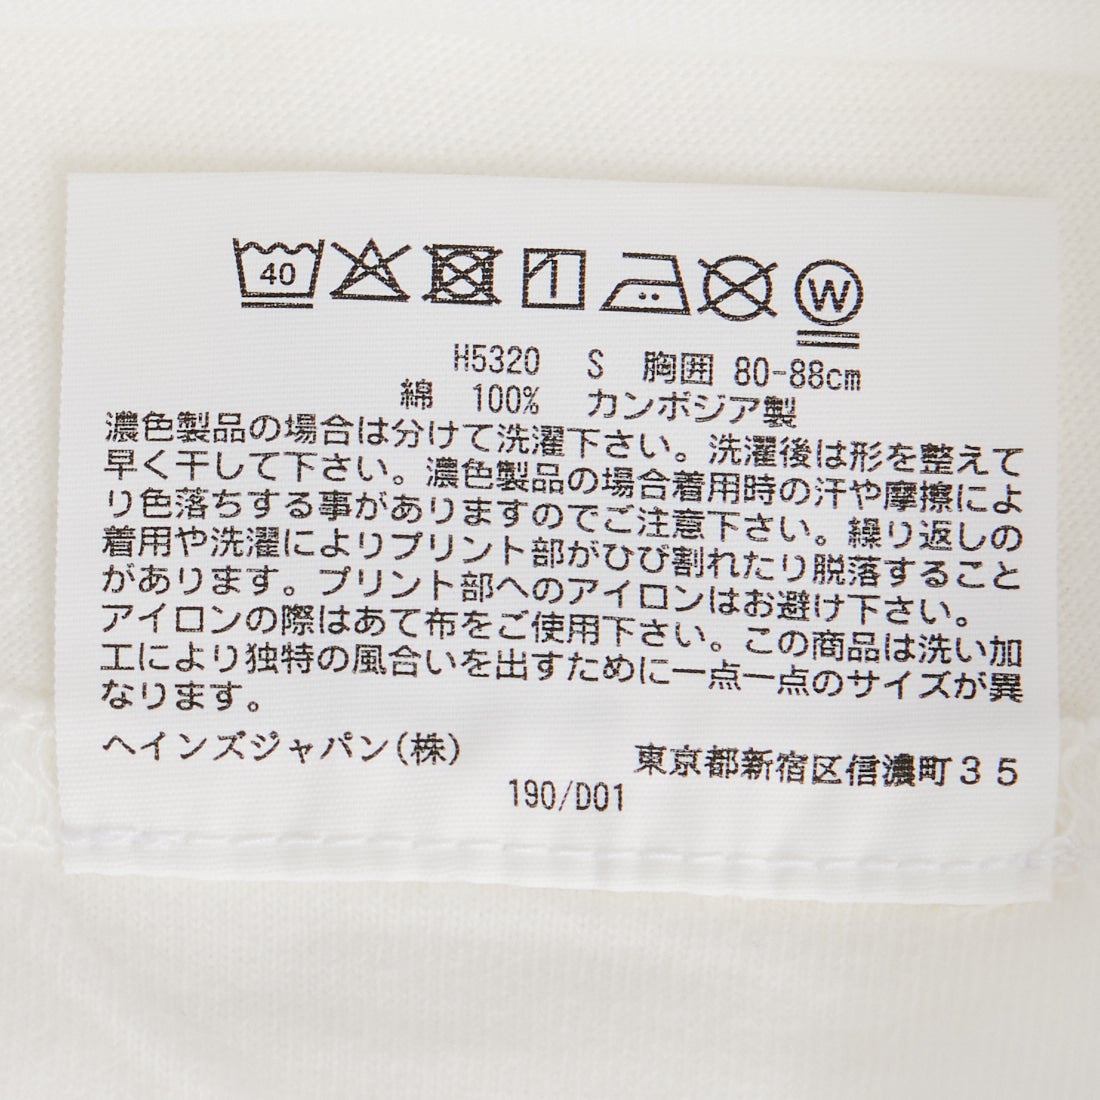 40 W
H5320 S 胸囲 80-88cm
綿 100% カンボジア製
濃色製品の場合は分けて洗濯下さい。洗濯後は形を整えて
早く干して下さい。濃色製品の場合着用時の汗や摩擦によ
り色落ちする事がありますのでご注意下さい。繰り返しの
着用や洗濯によりプリント部がひび割れたり脱落すること
があります。プリント部へのアイロンはお避け下さい。
アイロンの際はあて布をご使用下さい。この商品は洗い加
工により独特の風合いを出すために一点一点のサイズが異
なります。
ヘインズジャパン(株) 東京都新宿区信濃町35
190/D01